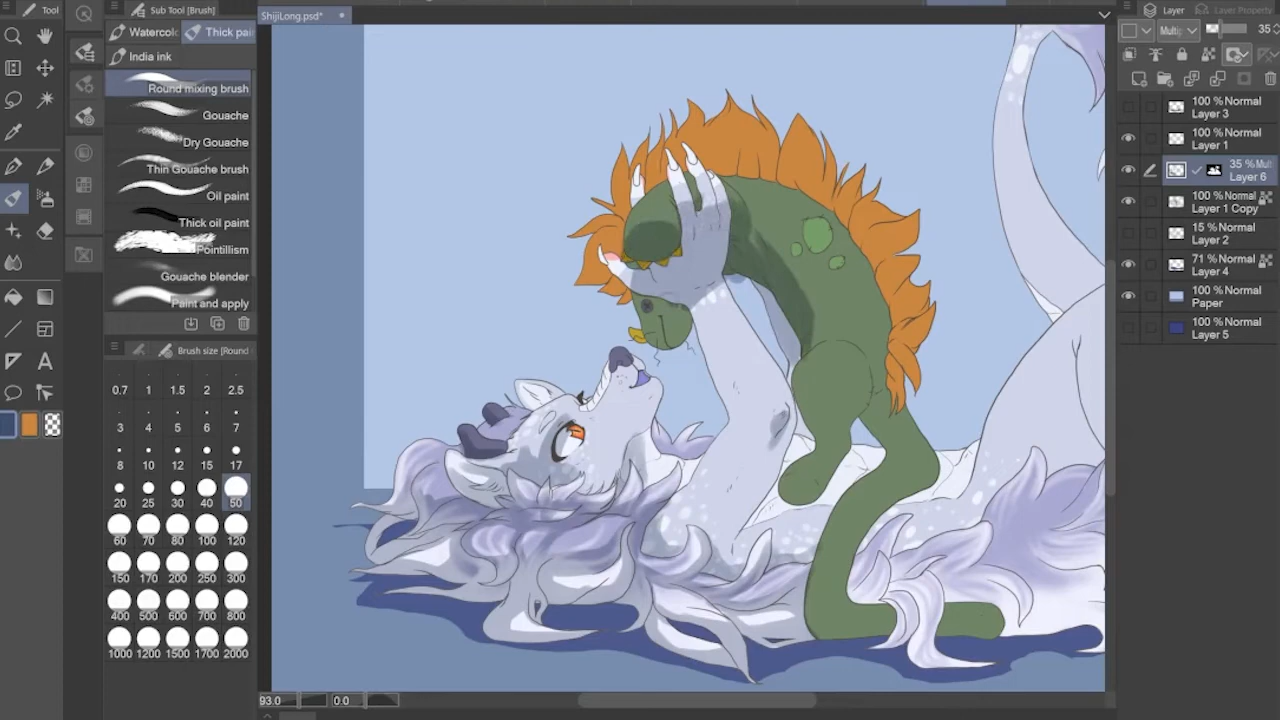 Tool
Sub Tool [Brush]
ShijiLong.psd*
Layer
Layer Property
Watercolc
Thick pai
India ink
Multi
35
Round mixing brush
Gouache
Dry Gouache
Thin Gouache brush
Oil paint
Thick oil paint
Pointillism
Gouache blender
Paint and apply
100 % Normal
Layer 3
100 % Normal
Layer 1
35 % Mult
Layer 6
100 % Normal
Layer 1 Copy
15 % Normal
Layer 2
71 % Normal
Layer 4
100 % Normal
Paper
100 % Normal
Layer 5
Brush size [Round
0.7 1 1.5 2 2.5
3 4 5 6 7
8 10 12 15 17
20 25 30 40 50
60 70 80 100 120
150 170 200 250 300
400 500 600 700 800
1000 1200 1500 1700 2000
93.0 0.0